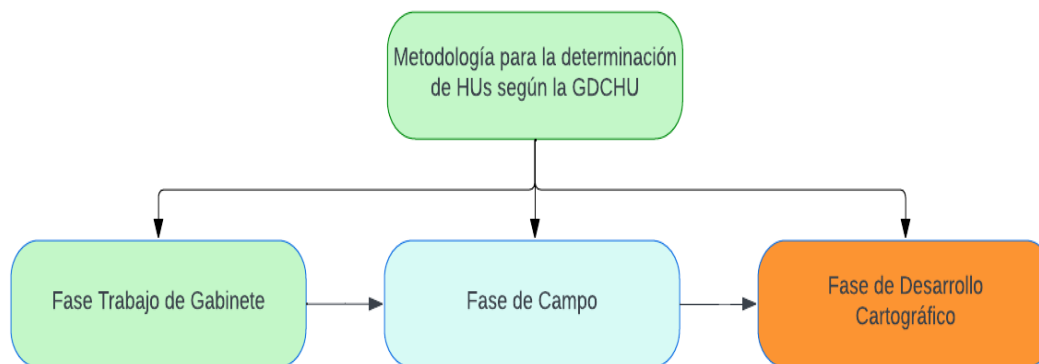 Metodología para la determinación
de HUs según la GDCHU
Fase Trabajo de Gabinete
Fase de Campo
Fase de Desarrollo
Cartográfico